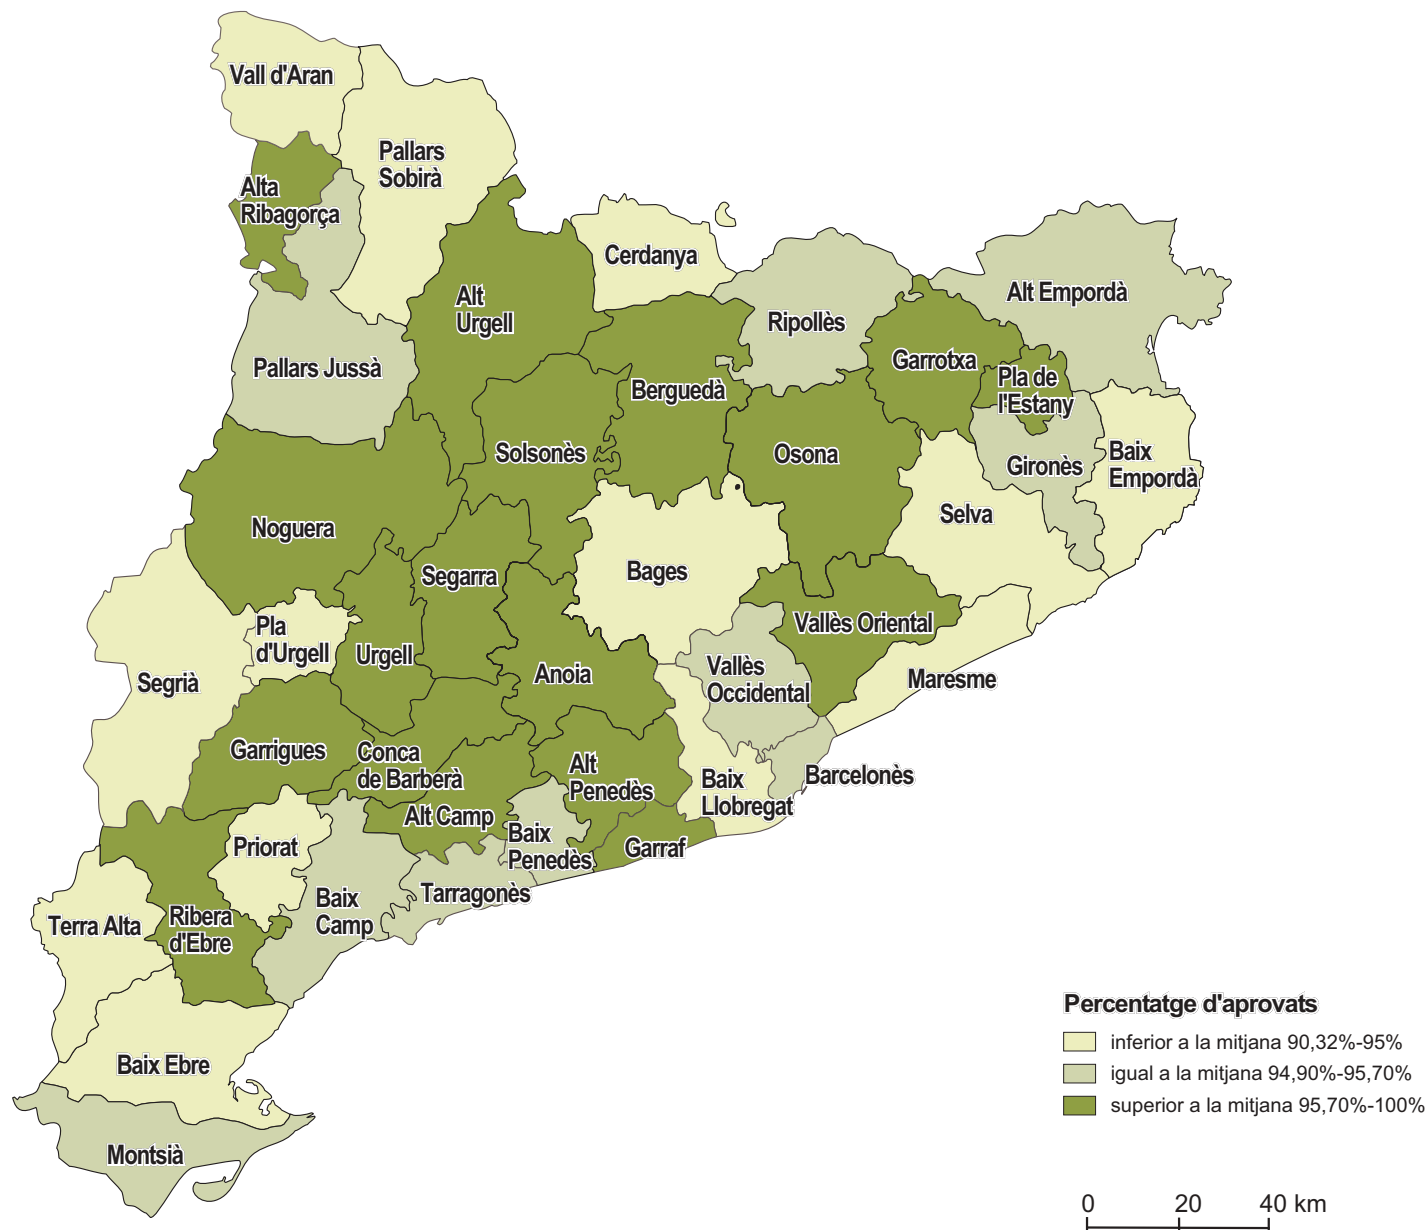 Vall d'Aran
Pallars
Sobirà
Alta
Ribagorça
Cerdanya
Alt
Urgell
Alt Empordà
Ripollès
Pallars Jussà
Garrotxa
Pla de
l'Estany
Berguedà
Solsonès
Osona
Gironès
Baix
Empordà
Selva
Noguera
Segarra
Bages
Pla
d'Urgell
Urgell
Vallès Oriental
Segrià
Anoia
Vallès
Occidental
Maresme
Garrigues
Conca
de Barberà
Alt
Penedès
Baix
Llobregat
Barcelonès
Alt Camp
Priorat
Baix
Penedès
Garraf
Tarragonès
Baix
Camp
Terra Alta
Ribera
d'Ebre
Baix Ebre
Montsià
Percentatge d'aprovats
inferior a la mitjana 90,32%-95%
igual a la mitjana 94,90%-95,70%
superior a la mitjana 95,70%-100%
0 20 40 km